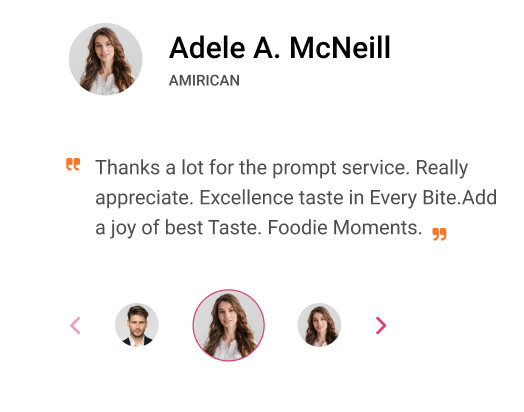 Adele A. McNeill
AMIRICAN
Thanks a lot for the prompt service. Really
appreciate. Excellence taste in Every Bite.Add
a joy of best Taste. Foodie Moments.